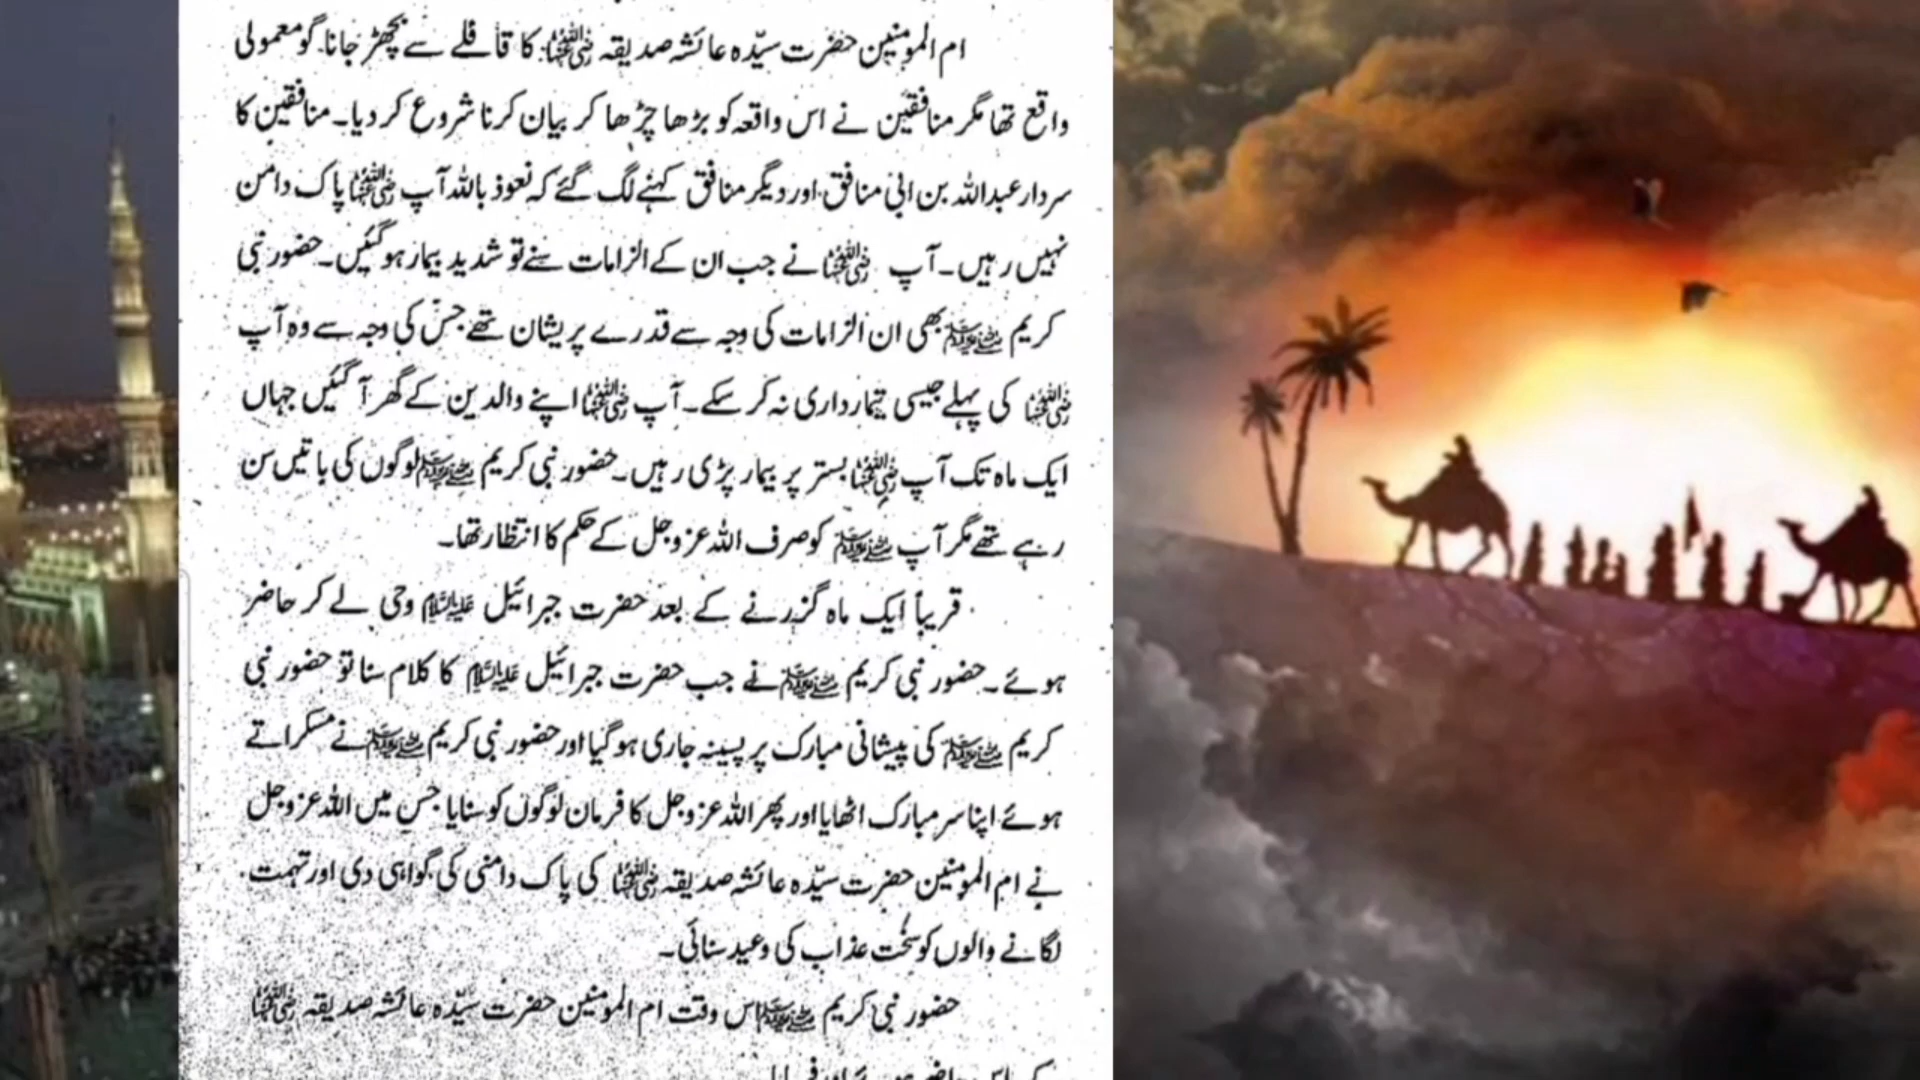 ام المومنین حضرت سیّدہ عائشہ صدیقہ رضی اللہ عنہا کا قافلے سے بچھڑ جانا گو معمولی
واقع تھا مگر منافقین نے اس واقعہ کو بڑھا چڑھا کر بیان کرنا شروع کر دیا۔ منافقین کا
سردار عبداللہ بن ابی منافق اور دیگر منافق کہنے لگ گئے کہ نعوذ باللہ آپ رضی اللہ عنہا پاک دامن
نہیں رہیں۔ آپ رضی اللہ عنہا نے جب ان کے الزامات سنے تو شدید بیمار ہو گئیں۔ حضور نبی
کریم صلی اللہ علیہ وسلم بھی ان الزامات کی وجہ سے قدرے پریشان تھے جس کی وجہ سے وہ آپ
رضی اللہ عنہا کی پہلے جیسی تیمارداری نہ کر سکے۔ آپ رضی اللہ عنہا اپنے والدین کے گھر آ گئیں جہاں
ایک ماہ تک آپ رضی اللہ عنہا بستر پر بیمار پڑی رہیں۔ حضور نبی کریم صلی اللہ علیہ وسلم لوگوں کی باتیں سن
رہے تھے مگر آپ صلی اللہ علیہ وسلم کو صرف اللہ عزوجل کے حکم کا انتظار تھا۔
قریباً ایک ماہ گزرنے کے بعد حضرت جبرائیل علیہ السلام وحی لے کر حاضر
ہوئے۔ حضور نبی کریم صلی اللہ علیہ وسلم نے جب حضرت جبرائیل علیہ السلام کا کلام سنا تو حضور نبی
کریم صلی اللہ علیہ وسلم کی پیشانی مبارک پر پسینہ جاری ہو گیا اور حضور نبی کریم صلی اللہ علیہ وسلم نے مسکراتے
ہوئے اپنا سر مبارک اٹھایا اور پھر اللہ عزوجل کا فرمان لوگوں کو سنایا جس میں اللہ عزوجل
نے ام المومنین حضرت سیّدہ عائشہ صدیقہ رضی اللہ عنہا کی پاک دامنی کی گواہی دی اور تہمت
لگانے والوں کو سخت عذاب کی وعید سنائی۔
حضور نبی کریم صلی اللہ علیہ وسلم اس وقت ام المومنین حضرت سیّدہ عائشہ صدیقہ رضی اللہ عنہا